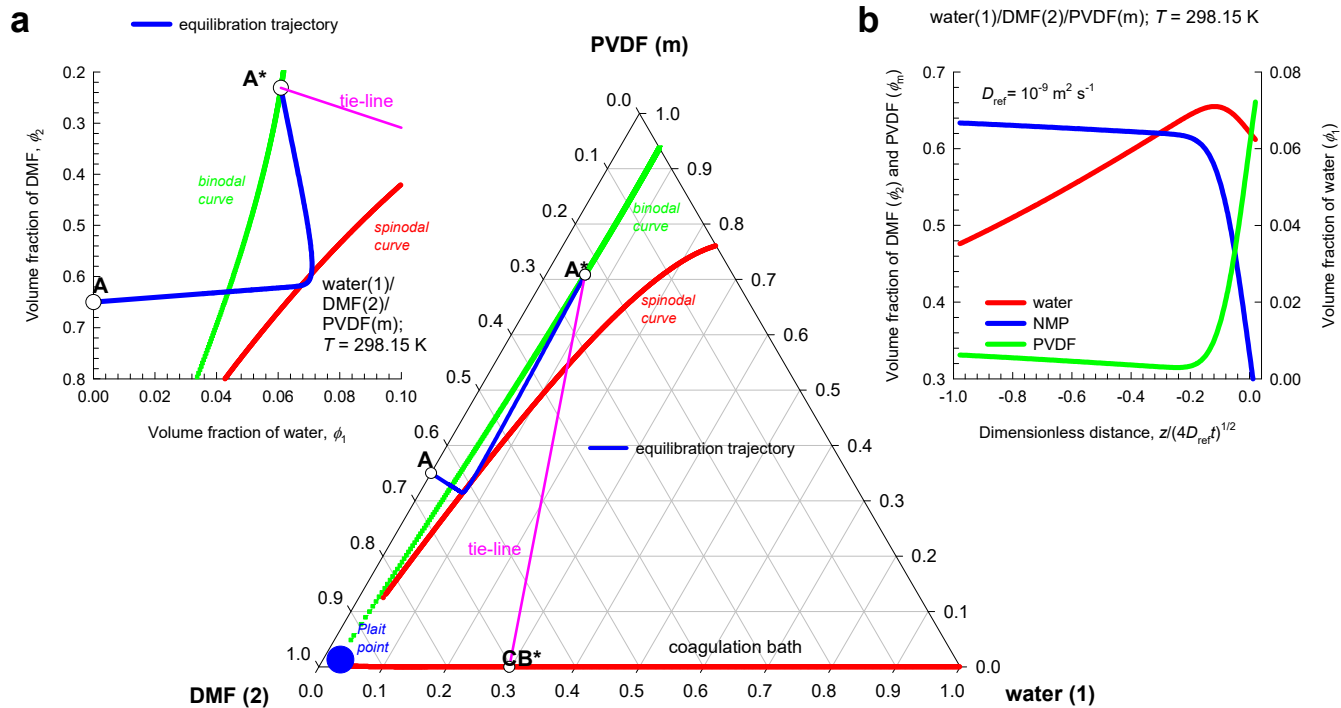 a
equilibration trajectory
A*
tie-line
binodal
curve
spinodal
curve
A
water(1)/
DMF(2)/
PVDF(m);
T = 298.15 K
0.2
0.3
0.4
0.5
0.6
0.7
0.8
Volume fraction of DMF, ϕ2
0.00 0.02 0.04 0.06 0.08 0.10
Volume fraction of water, ϕ1
PVDF (m)
0.0
0.1
0.2
0.3
0.4
0.5
0.6
0.7
0.8
0.9
1.0
1.0
0.9
0.8
0.7
0.6
0.5
0.4
0.3
0.2
0.1
0.0
binodal
curve
A*
spinodal
curve
equilibration trajectory
A
tie-line
Plait
point
coagulation bath
CB*
0.0 0.1 0.2 0.3 0.4 0.5 0.6 0.7 0.8 0.9 1.0
DMF (2)
water (1)
b
water(1)/DMF(2)/PVDF(m); T = 298.15 K
Dref = 10-9 m2 s-1
water
NMP
PVDF
0.7
0.6
0.5
0.4
0.3
Volume fraction of DMF (ϕ2) and PVDF (ϕm)
0.08
0.06
0.04
0.02
0.00
Volume fraction of water (ϕ1)
-1.0 -0.8 -0.6 -0.4 -0.2 0.0
Dimensionless distance, z/(4Dreft)1/2